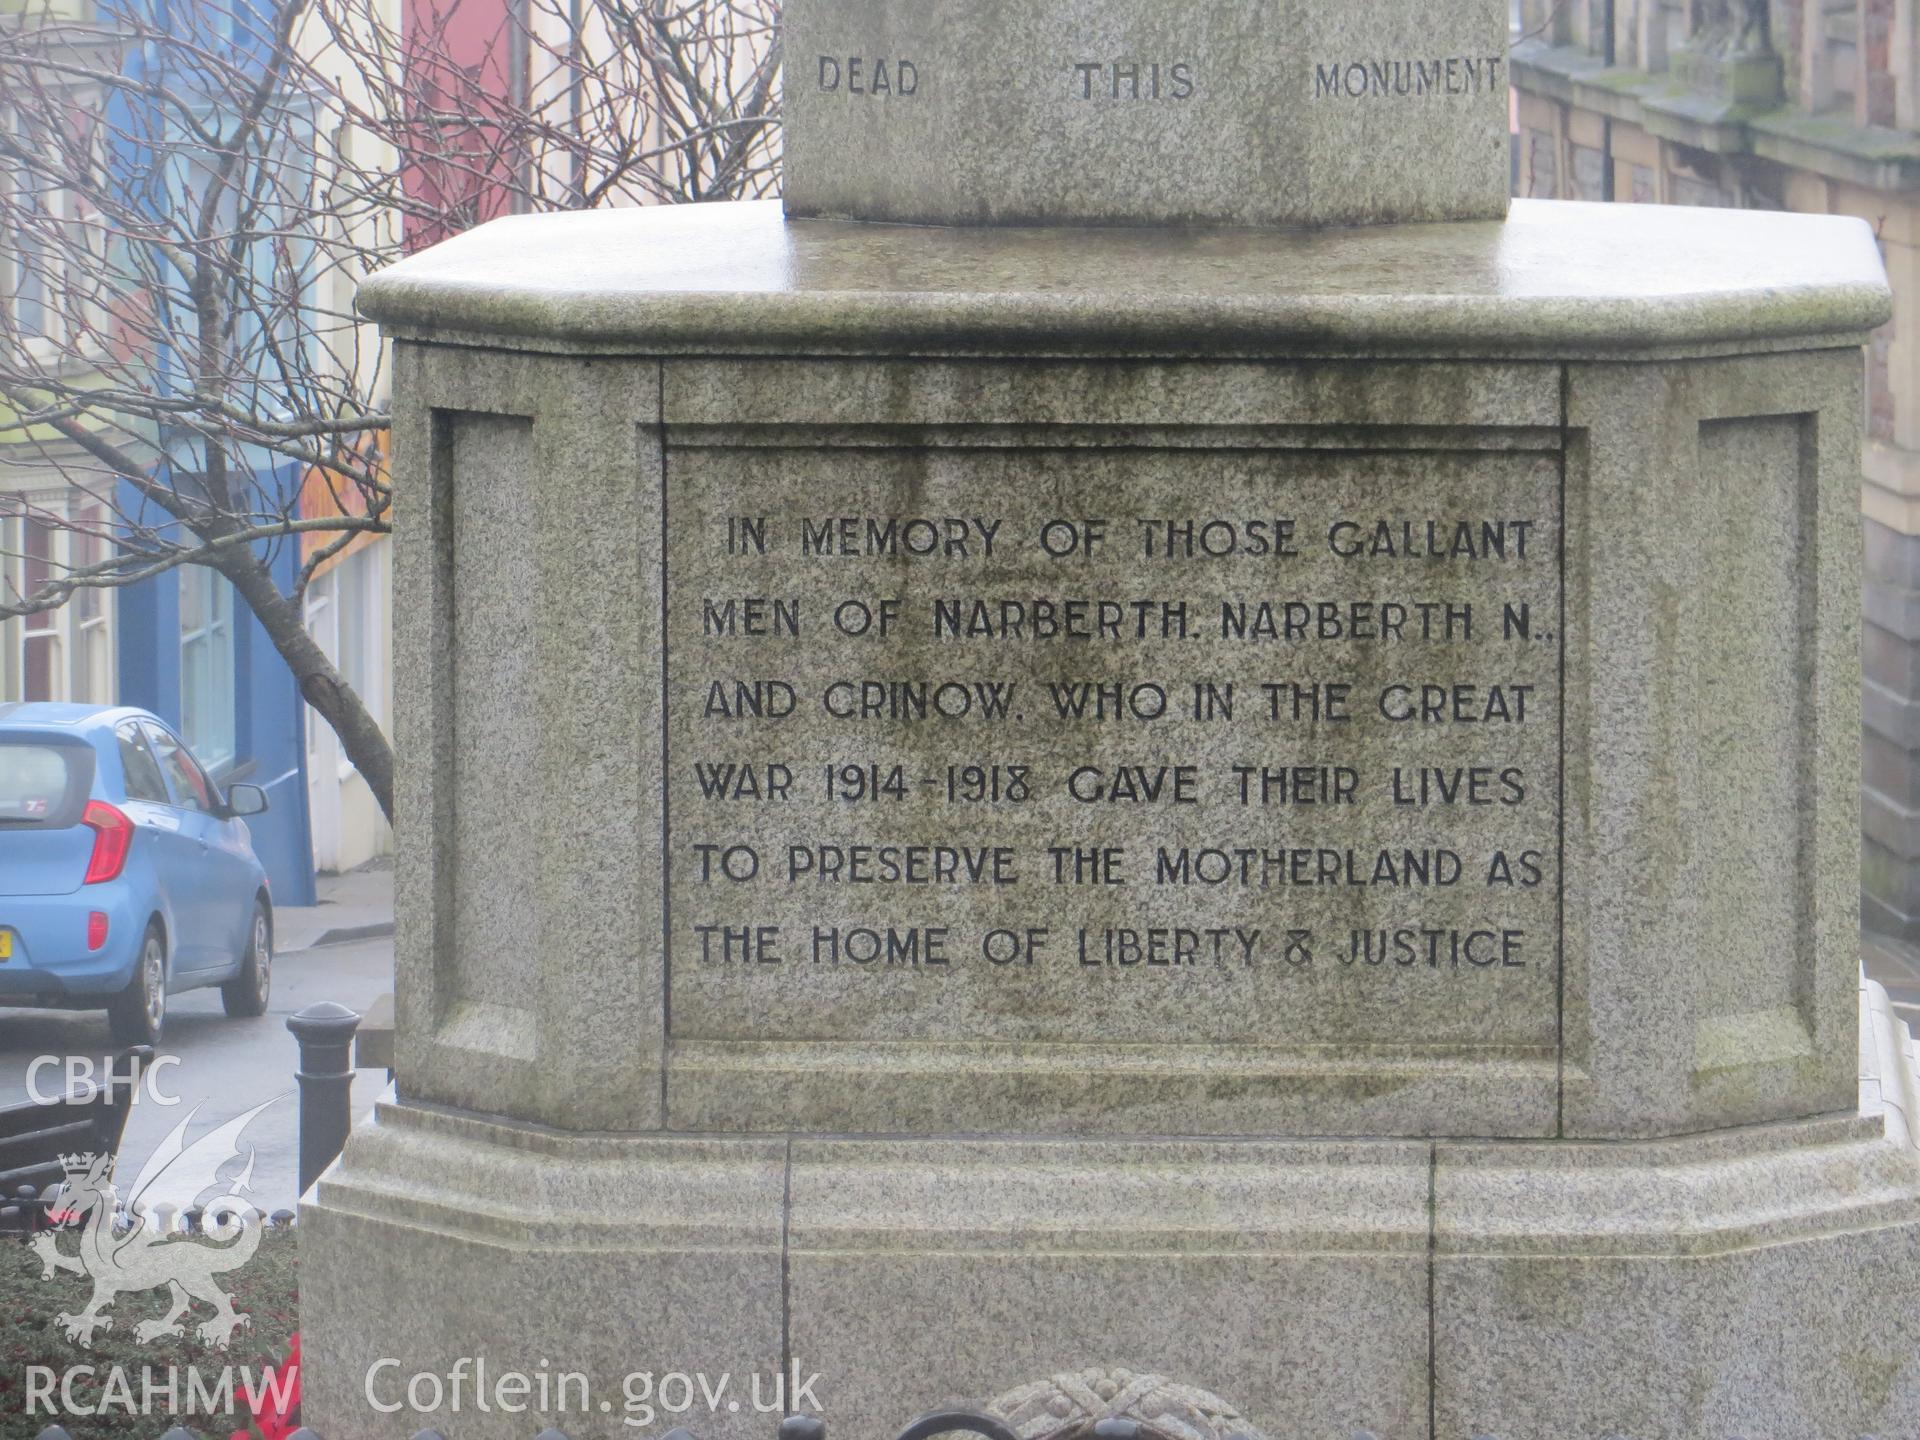 DEAD THIS MONUMENT
IN MEMORY OF THOSE GALLANT
MEN OF NARBERTH. NARBERTH N.,
AND CRINOW. WHO IN THE GREAT
WAR 1914-1918 GAVE THEIR LIVES
TO PRESERVE THE MOTHERLAND AS
THE HOME OF LIBERTY & JUSTICE.
CBHC
RCAHMW Coflein.gov.uk